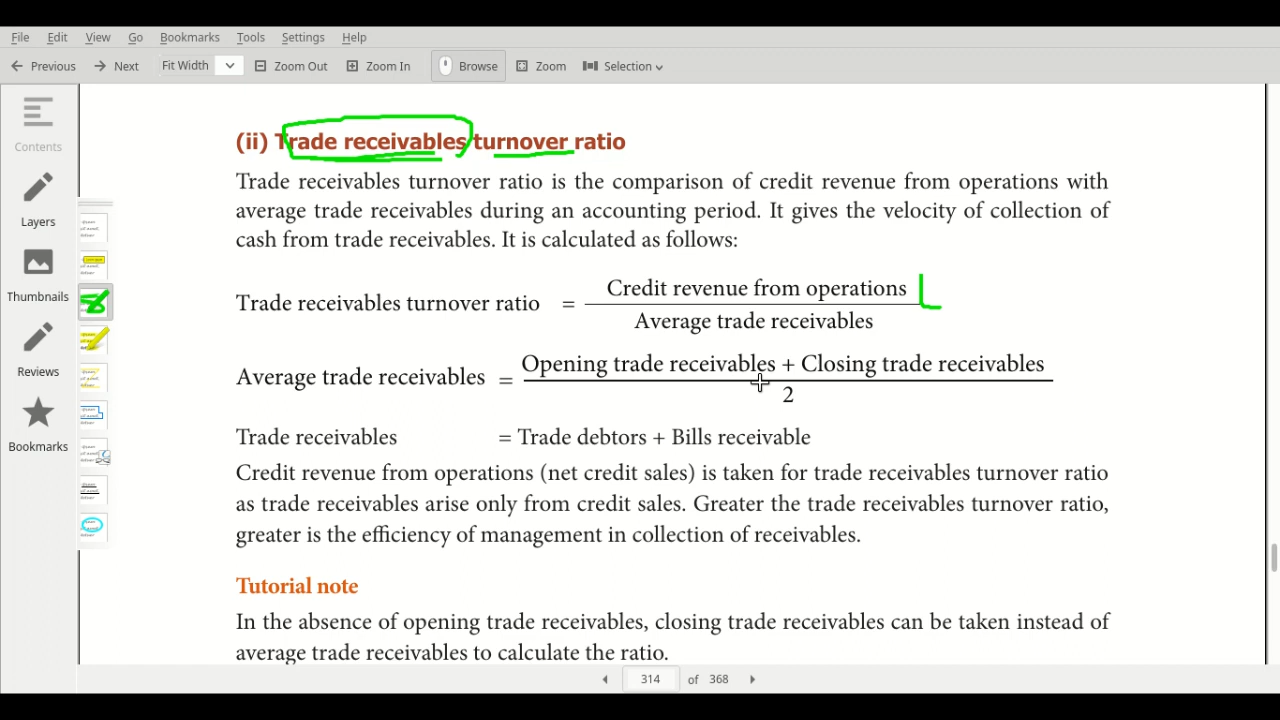 File Edit View Go Bookmarks Tools Settings Help
Previous Next Fit Width Zoom Out Zoom In Browse Zoom Selection
Contents
Layers
Thumbnails
Reviews
Bookmarks
(ii) Trade receivables turnover ratio
Trade receivables turnover ratio is the comparison of credit revenue from operations with
average trade receivables during an accounting period. It gives the velocity of collection of
cash from trade receivables. It is calculated as follows:
Trade receivables turnover ratio = Credit revenue from operations
Average trade receivables
Average trade receivables = Opening trade receivables + Closing trade receivables
2
Trade receivables = Trade debtors + Bills receivable
Credit revenue from operations (net credit sales) is taken for trade receivables turnover ratio
as trade receivables arise only from credit sales. Greater the trade receivables turnover ratio,
greater is the efficiency of management in collection of receivables.
Tutorial note
In the absence of opening trade receivables, closing trade receivables can be taken instead of
average trade receivables to calculate the ratio.
314 of 368